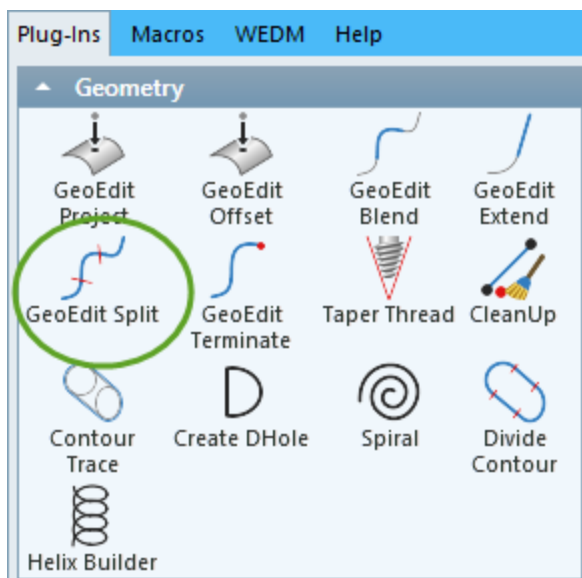 Plug-Ins Macros WEDM Help
Geometry
GeoEdit Project
GeoEdit Offset
GeoEdit Blend
GeoEdit Extend
GeoEdit Split
GeoEdit Terminate
Taper Thread
CleanUp
Contour Trace
Create DHole
Spiral
Divide Contour
Helix Builder